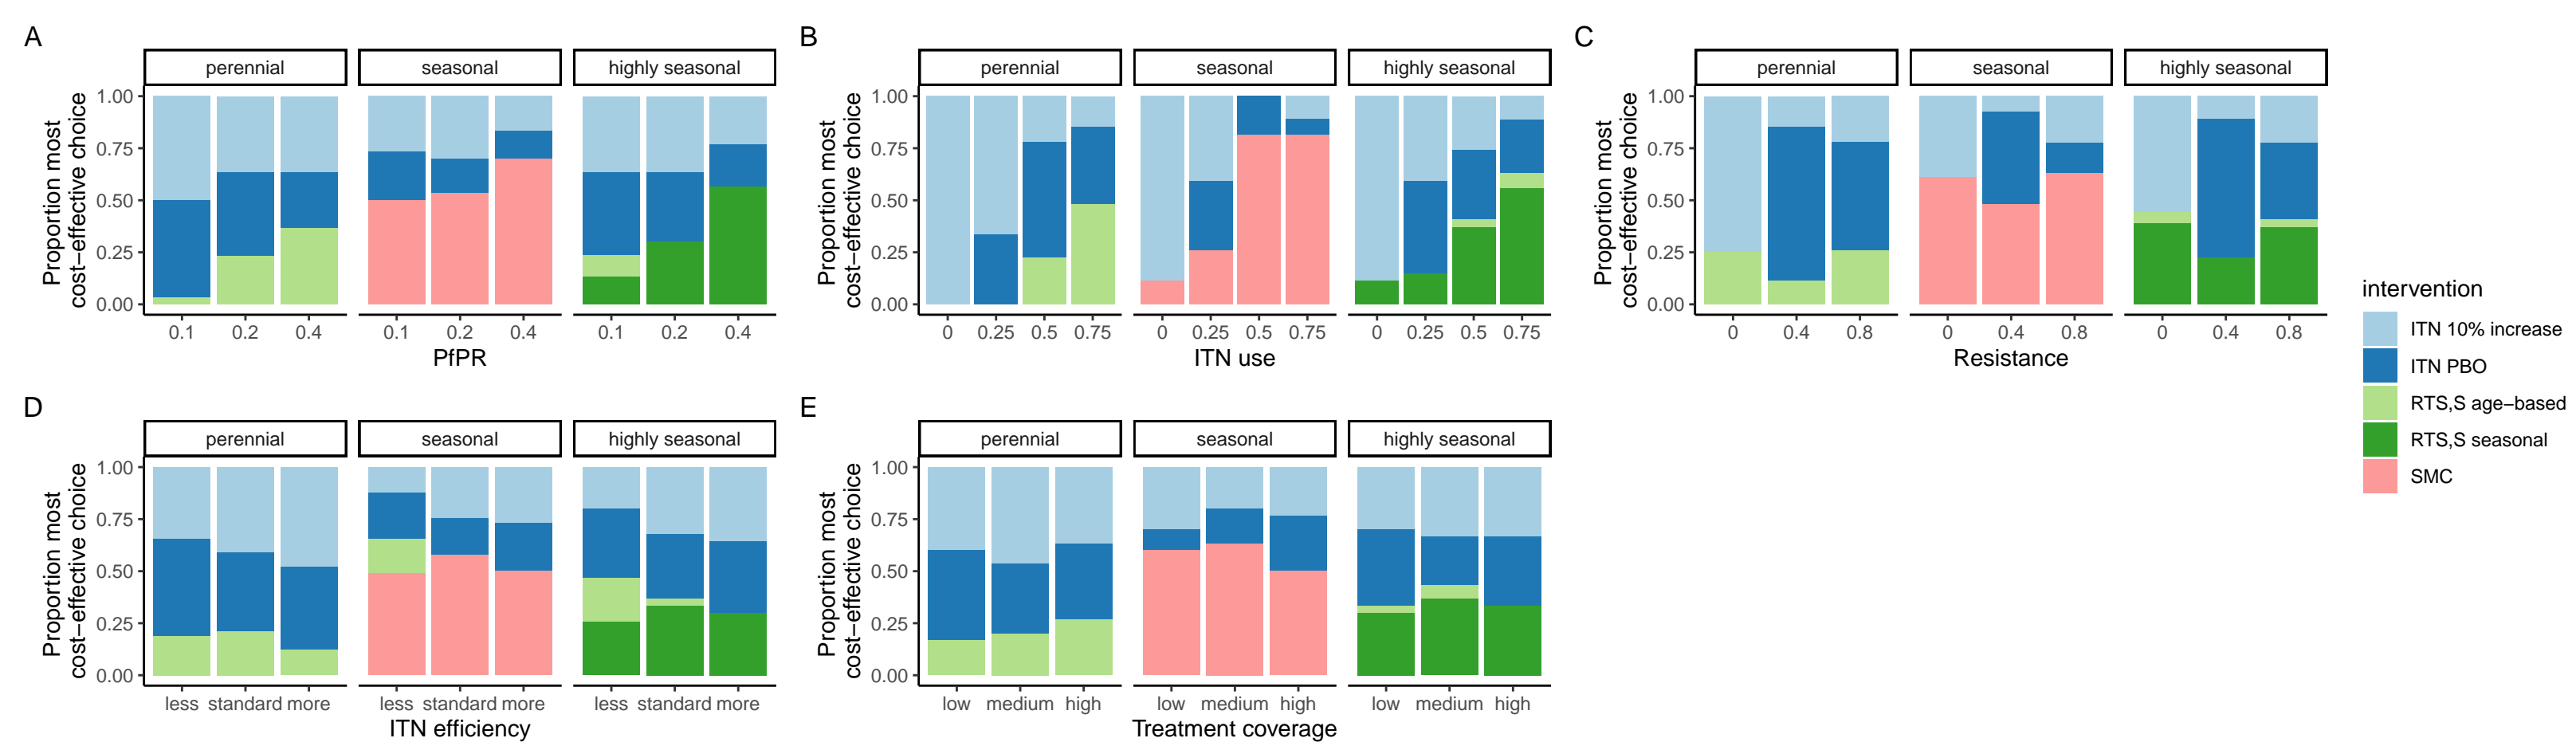 A
perennial
seasonal
highly seasonal
Proportion most
cost−effective choice
1.00
0.75
0.50
0.25
0.00
0.1 0.2 0.4
0.1 0.2 0.4
0.1 0.2 0.4
PfPR
B
perennial
seasonal
highly seasonal
Proportion most
cost−effective choice
1.00
0.75
0.50
0.25
0.00
0 0.25 0.5 0.75
0 0.25 0.5 0.75
0 0.25 0.5 0.75
ITN use
C
perennial
seasonal
highly seasonal
Proportion most
cost−effective choice
1.00
0.75
0.50
0.25
0.00
0 0.4 0.8
0 0.4 0.8
0 0.4 0.8
Resistance
D
perennial
seasonal
highly seasonal
Proportion most
cost−effective choice
1.00
0.75
0.50
0.25
0.00
less standard more
less standard more
less standard more
ITN efficiency
E
perennial
seasonal
highly seasonal
Proportion most
cost−effective choice
1.00
0.75
0.50
0.25
0.00
low medium high
low medium high
low medium high
Treatment coverage
intervention
ITN 10% increase
ITN PBO
RTS,S age−based
RTS,S seasonal
SMC